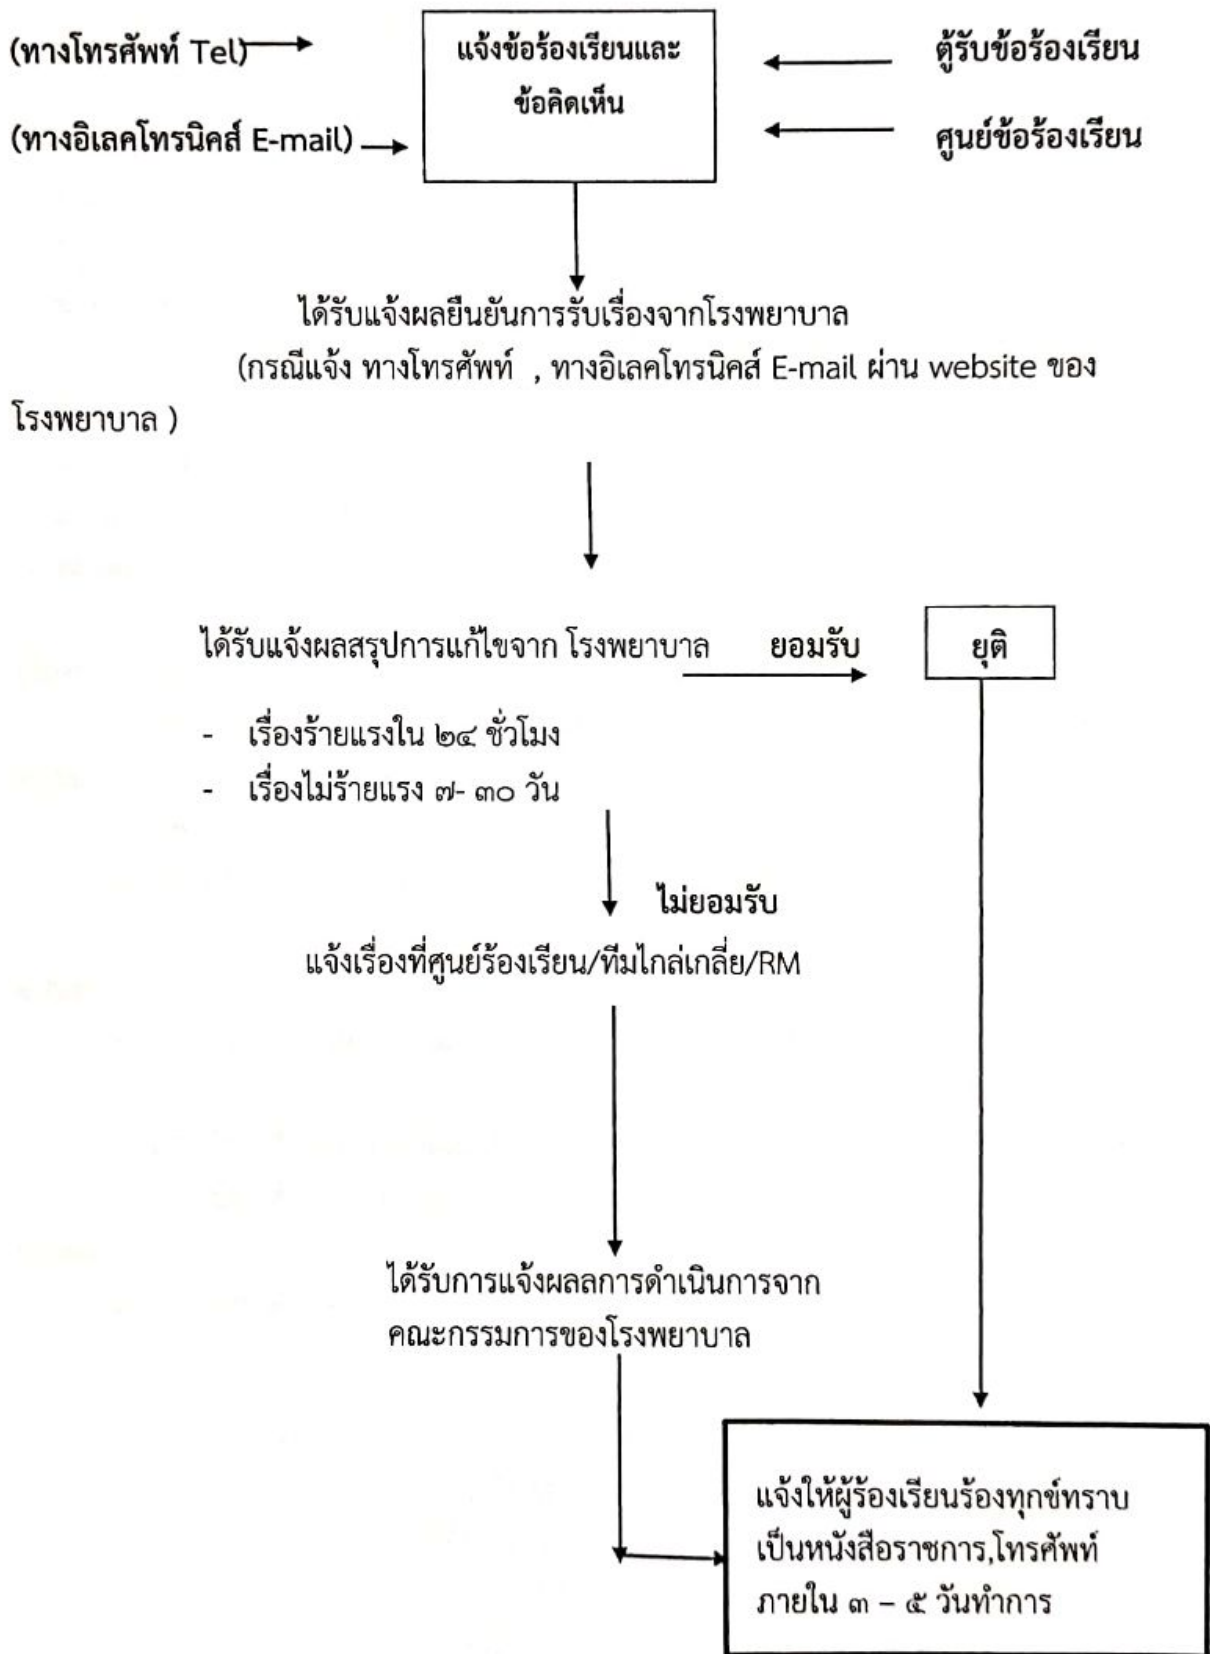 (ทางโทรศัพท์ Tel)
แจ้งข้อร้องเรียนและ
ข้อคิดเห็น
ตู้รับข้อร้องเรียน
(ทางอิเลคโทรนิคส์ E-mail)
ศูนย์ข้อร้องเรียน
ได้รับแจ้งผลยืนยันการรับเรื่องจากโรงพยาบาล
(กรณีแจ้ง ทางโทรศัพท์ , ทางอิเลคโทรนิคส์ E-mail ผ่าน website ของ
โรงพยาบาล )
ได้รับแจ้งผลสรุปการแก้ไขจาก โรงพยาบาล ยอมรับ ยุติ
- เรื่องร้ายแรงใน ๒๔ ชั่วโมง
- เรื่องไม่ร้ายแรง ๗- ๓๐ วัน
ไม่ยอมรับ
แจ้งเรื่องที่ศูนย์ร้องเรียน/ทีมไกล่เกลี่ย/RM
ได้รับการแจ้งผลลการดำเนินการจาก
คณะกรรมการของโรงพยาบาล
แจ้งให้ผู้ร้องเรียนร้องทุกข์ทราบ
เป็นหนังสือราชการ,โทรศัพท์
ภายใน ๓ – ๕ วันทำการ